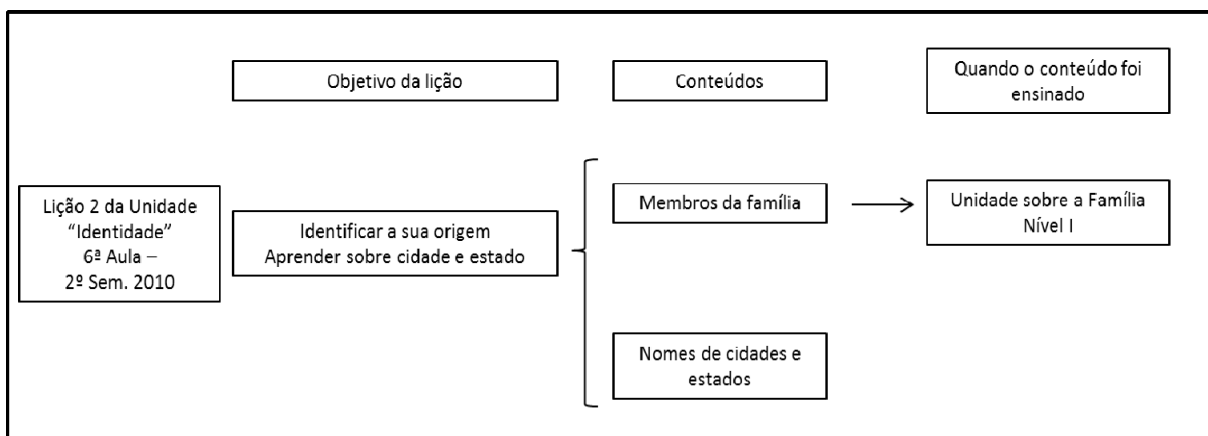 Objetivo da lição
Conteúdos
Quando o conteúdo foi
ensinado
Lição 2 da Unidade
“Identidade”
6ª Aula –
2º Sem. 2010
Identificar a sua origem
Aprender sobre cidade e estado
Membros da família
Unidade sobre a Família
Nível I
Nomes de cidades e
estados